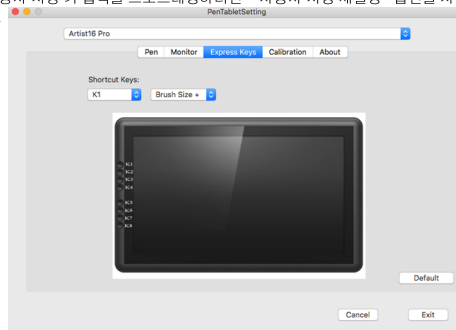 PenTabletSetting
Artist16 Pro
Pen Monitor Express Keys Calibration About
Shortcut Keys:
K1 Brush Size +
K1
K2
K3
K4
K5
K6
K7
K8
Default
Cancel Exit